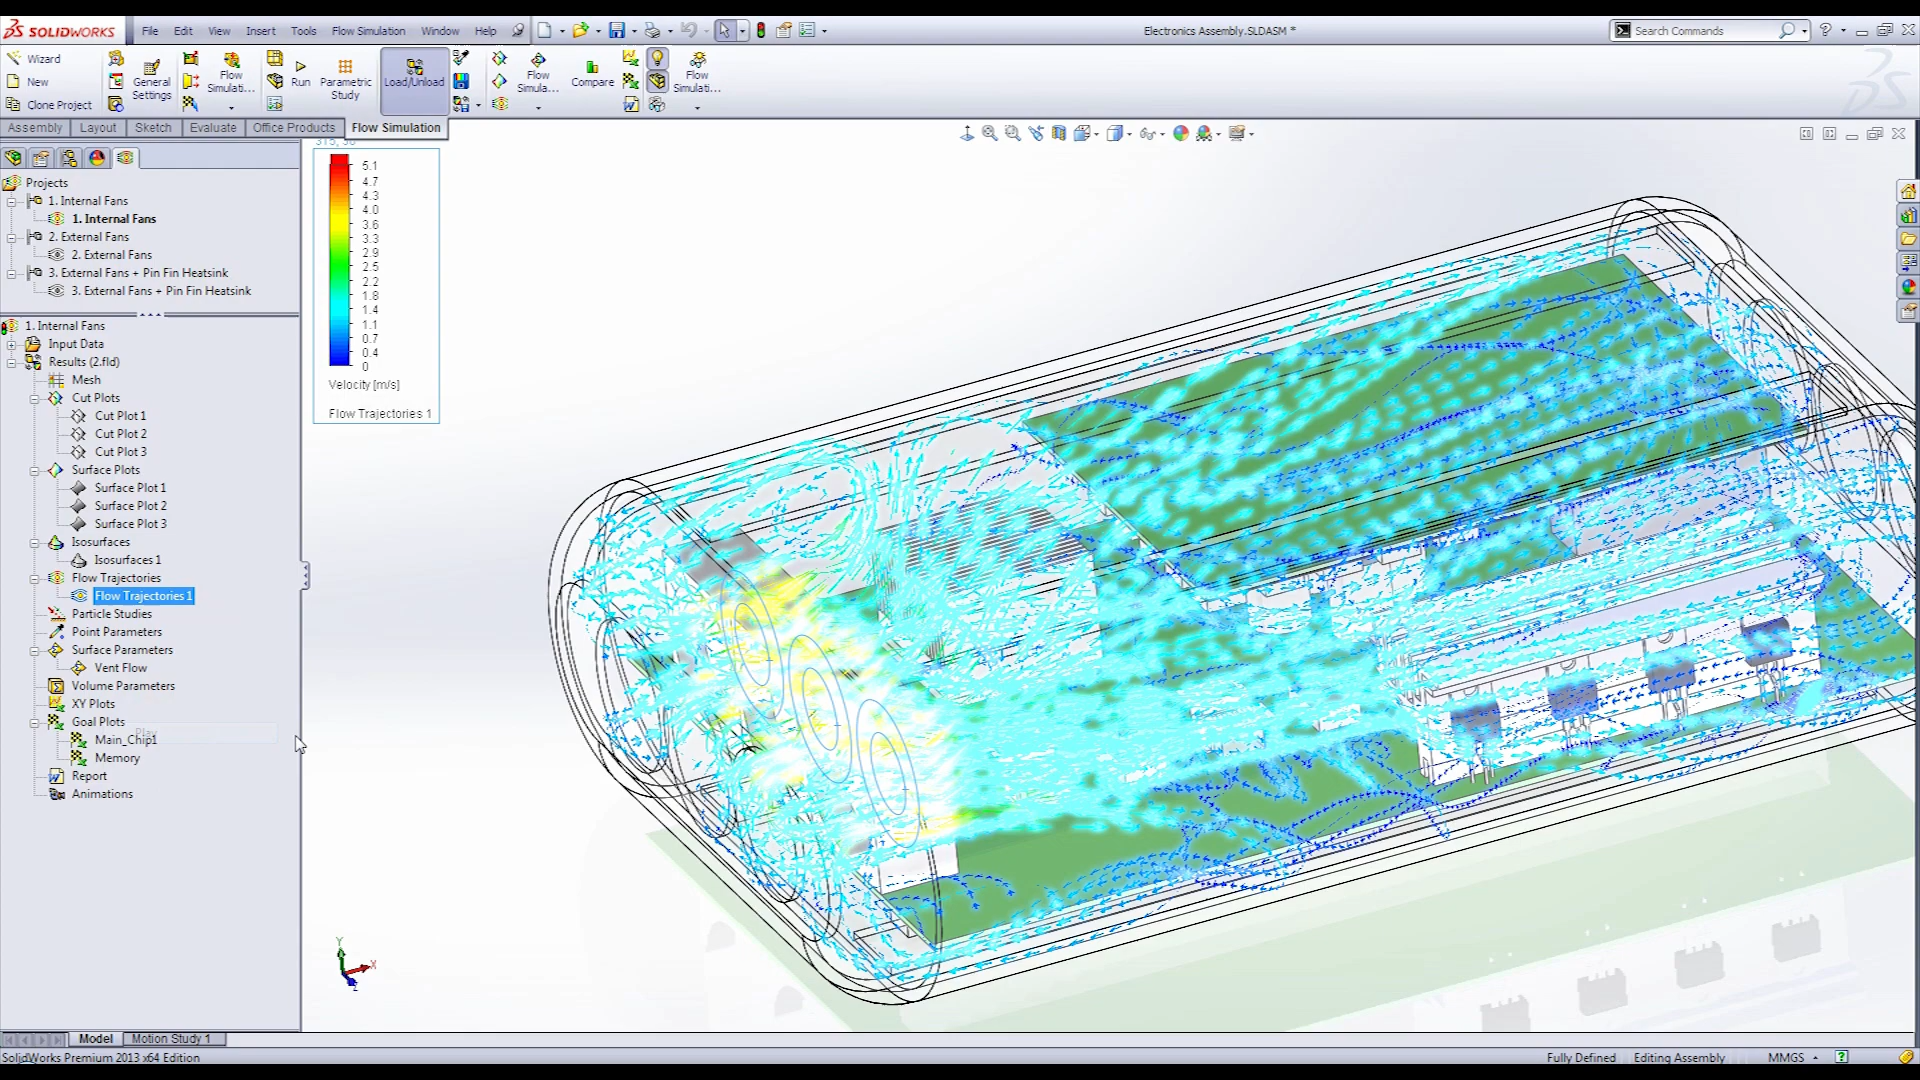 SOLIDWORKS
File Edit View Insert Tools Flow Simulation Window Help
Electronics Assembly.SLDASM *
Search Commands
Wizard
New
Clone Project
General Settings
Flow Simulati...
Run
Parametric Study
Load/Unload
Flow Simula...
Compare
Flow Simulati...
Assembly Layout Sketch Evaluate Office Products Flow Simulation
Projects
1. Internal Fans
1. Internal Fans
2. External Fans
2. External Fans
3. External Fans + Pin Fin Heatsink
3. External Fans + Pin Fin Heatsink
1. Internal Fans
Input Data
Results (2.fld)
Mesh
Cut Plots
Cut Plot 1
Cut Plot 2
Cut Plot 3
Surface Plots
Surface Plot 1
Surface Plot 2
Surface Plot 3
Isosurfaces
Isosurfaces 1
Flow Trajectories
Flow Trajectories 1
Particle Studies
Point Parameters
Surface Parameters
Vent Flow
Volume Parameters
XY Plots
Goal Plots
Play
Main_Chip1
Memory
Report
Animations
5.1
4.7
4.3
4.0
3.6
3.3
2.9
2.5
2.2
1.8
1.4
1.1
0.7
0.4
0
Velocity [m/s]
Flow Trajectories 1
Y
X
Z
Model Motion Study 1
SolidWorks Premium 2013 x64 Edition
Fully Defined Editing Assembly MMGS